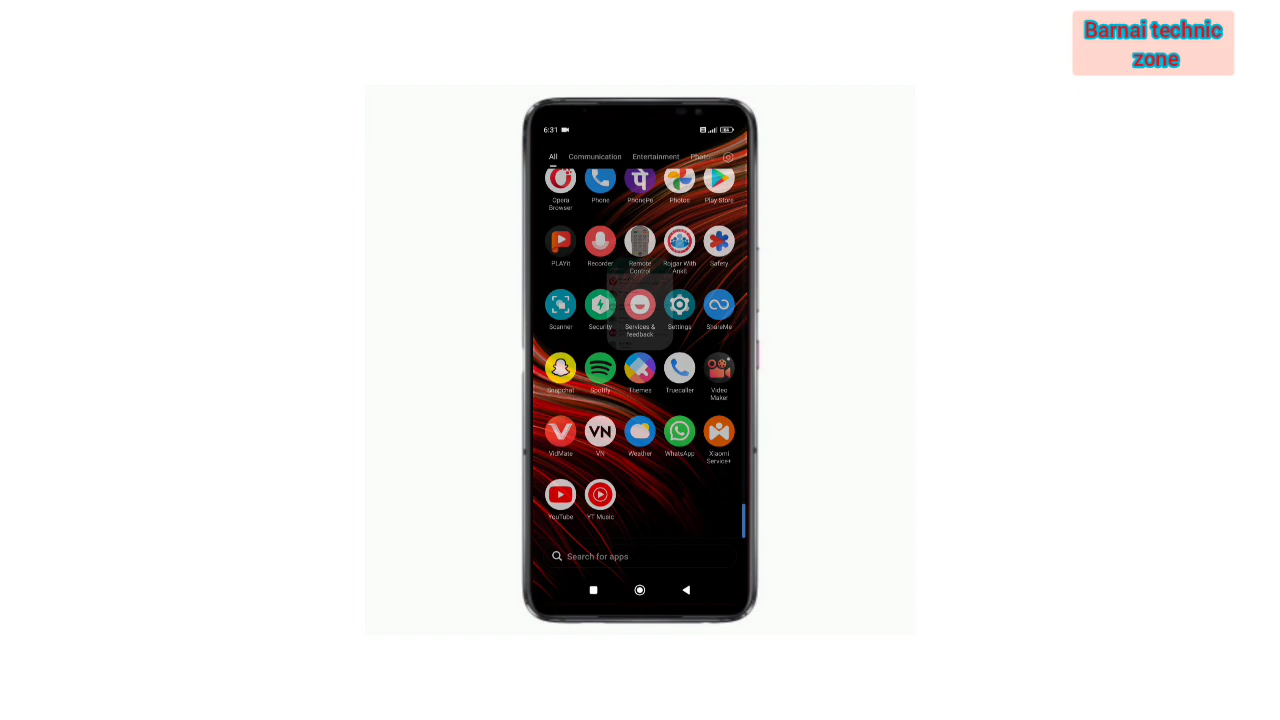 Barnai technic
zone
6:31
All Communication Entertainment Photo
Opera Browser Phone PhonePe Photos Play Store
PLAYit Recorder Remote Control Rojgar With Ankit Safety
Scanner Security Services & feedback Settings ShareMe
Snapchat Spotify Themes Truecaller Video Maker
VidMate VN Weather WhatsApp Xiaomi Service+
YouTube YT Music
Search for apps